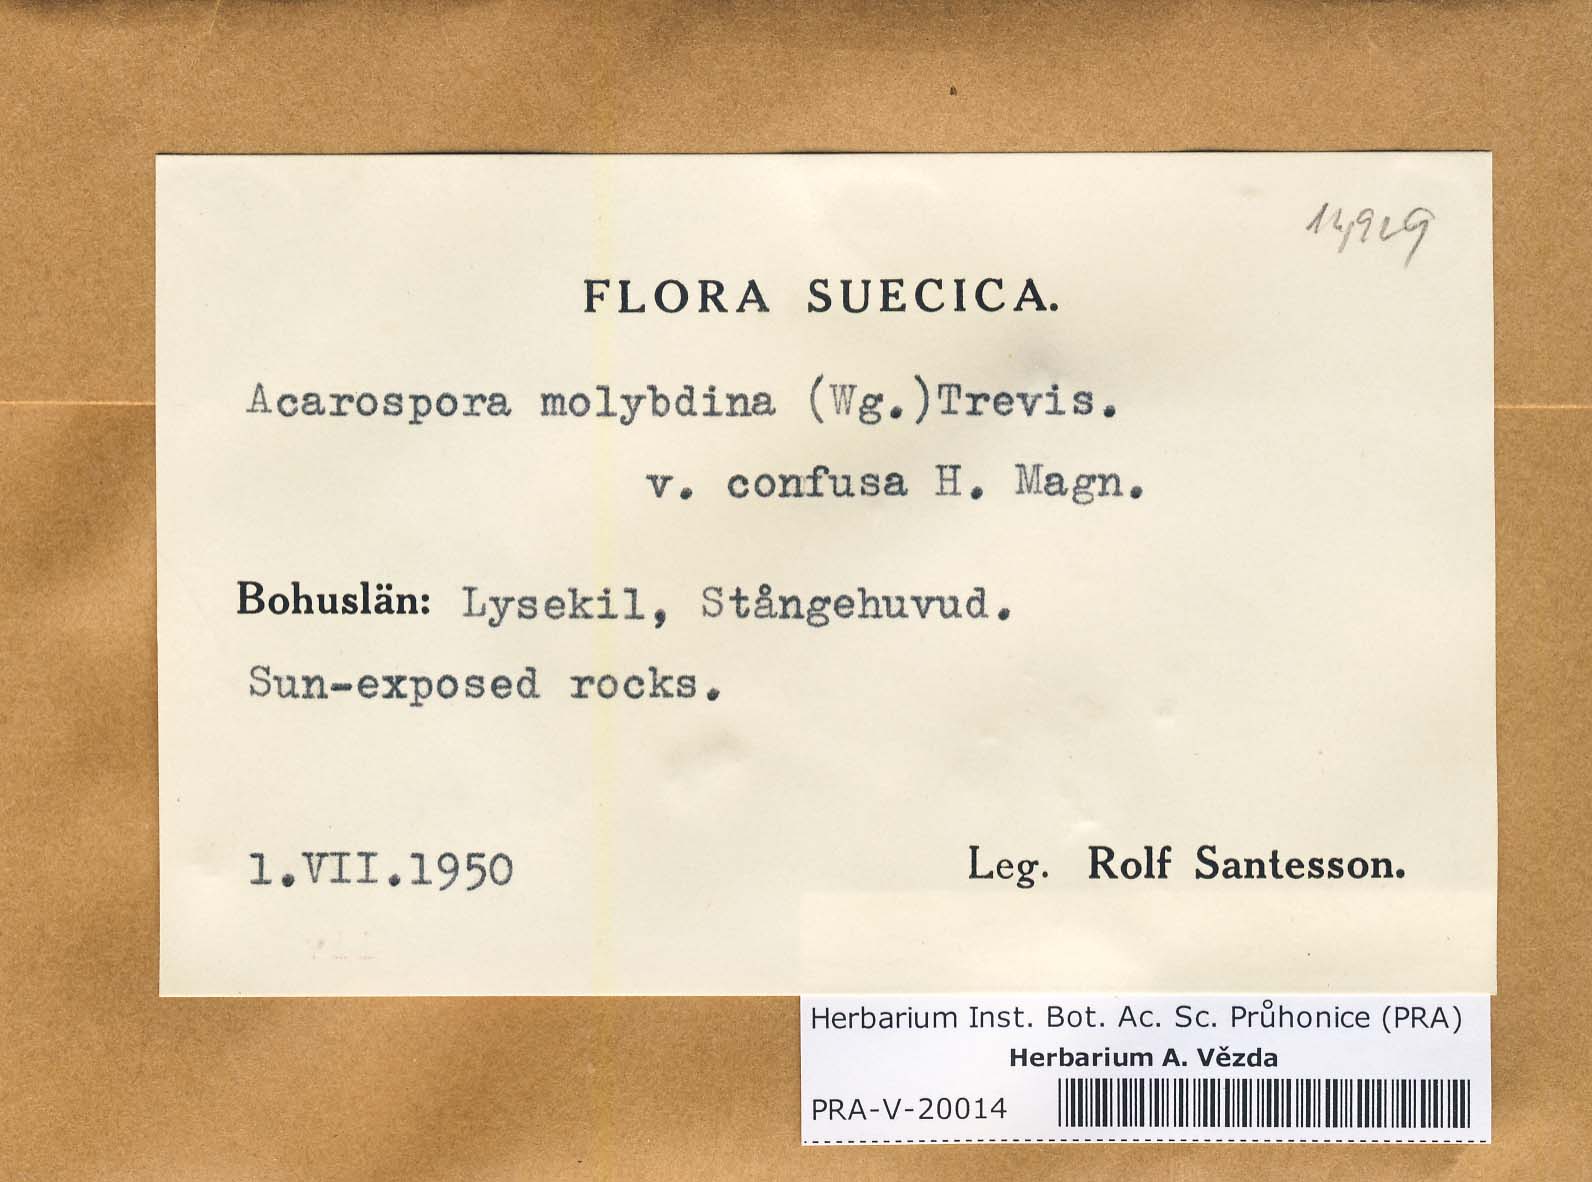 FLORA SUECICA.
Acarospora molybdina (Wg.)Trevis.
v. confusa H. Magn.
Bohuslän: Lysekil, Stångehuvud.
Sun-exposed rocks.
1.VII.1950
Leg. Rolf Santesson.
Herbarium Inst. Bot. Ac. Sc. Průhonice (PRA)
Herbarium A. Vězda
PRA-V-20014